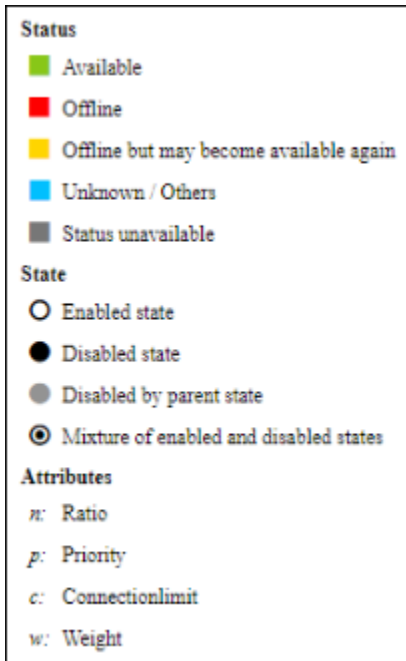 Status
Available
Offline
Offline but may become available again
Unknown / Others
Status unavailable
State
Enabled state
Disabled state
Disabled by parent state
Mixture of enabled and disabled states
Attributes
n: Ratio
p: Priority
c: Connectionlimit
w: Weight